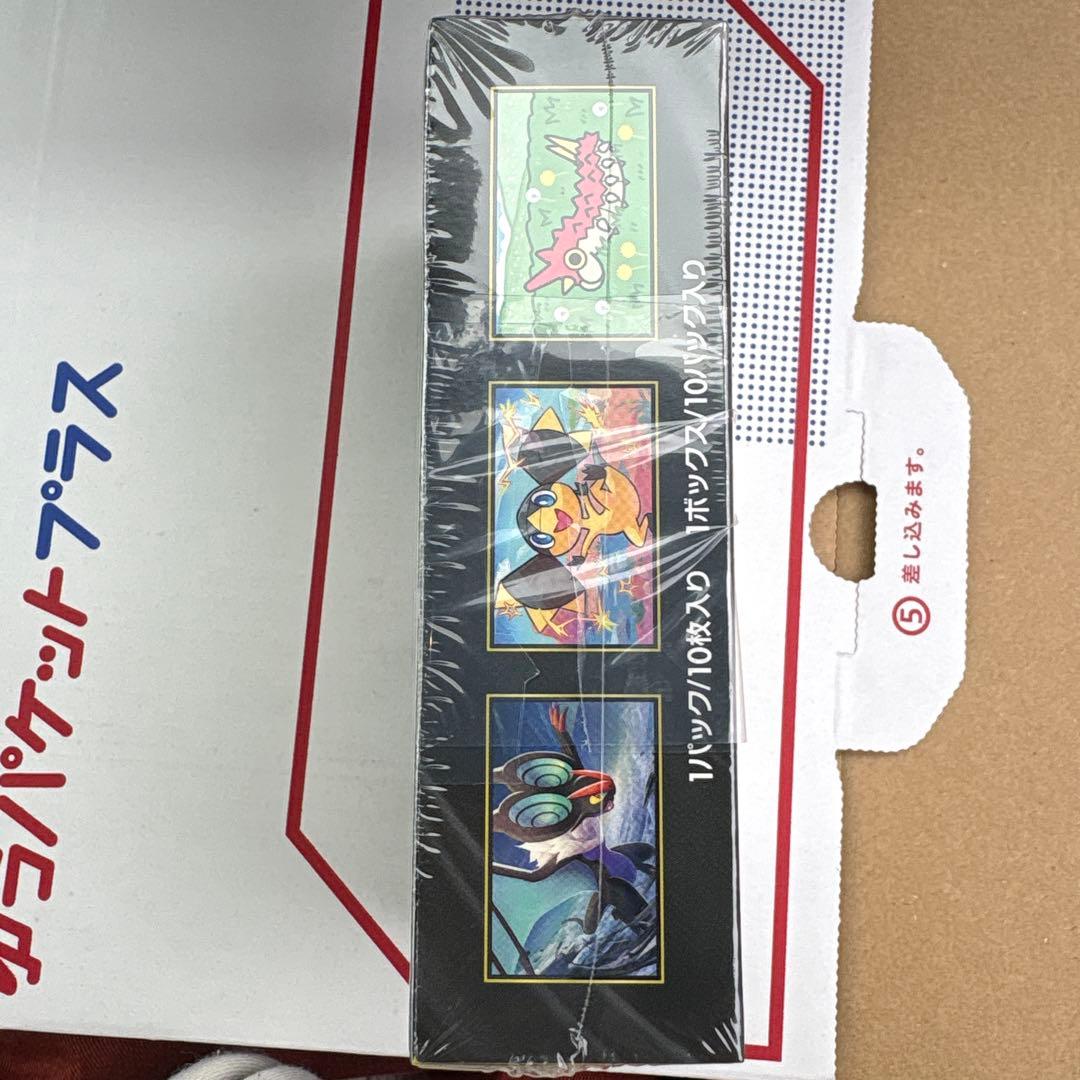 ゆうパケットプラス
1パック/10枚入り 1ボックス/10パック入り
⑤ 差し込みます。